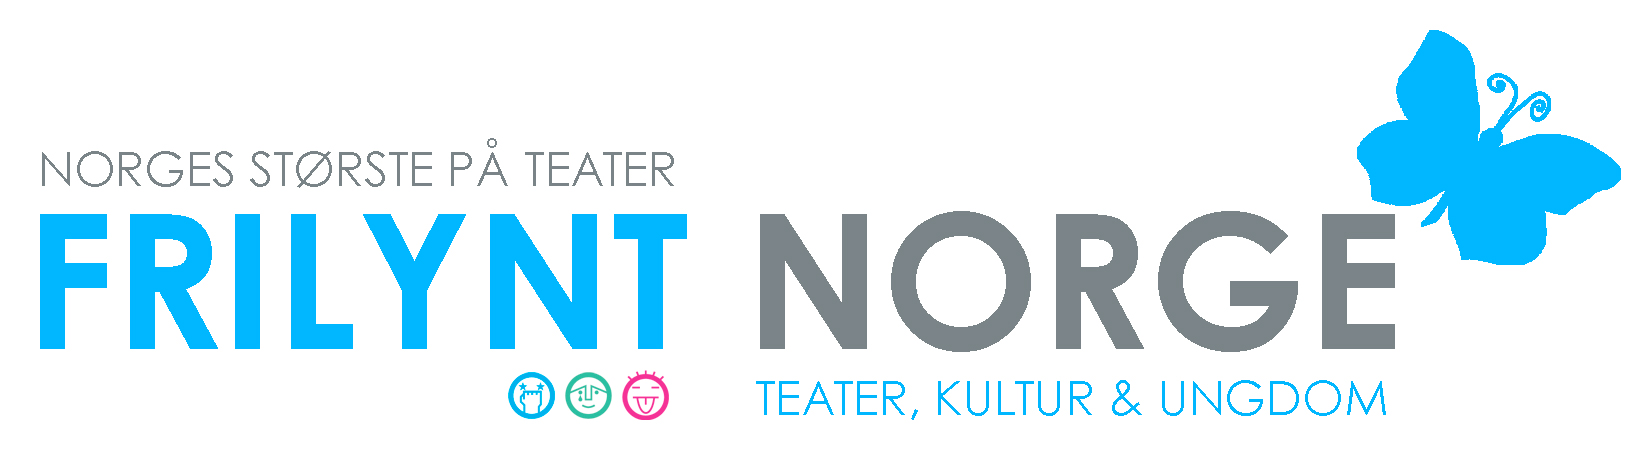 NORGES STØRSTE PÅ TEATER
FRILYNT NORGE
TEATER, KULTUR & UNGDOM